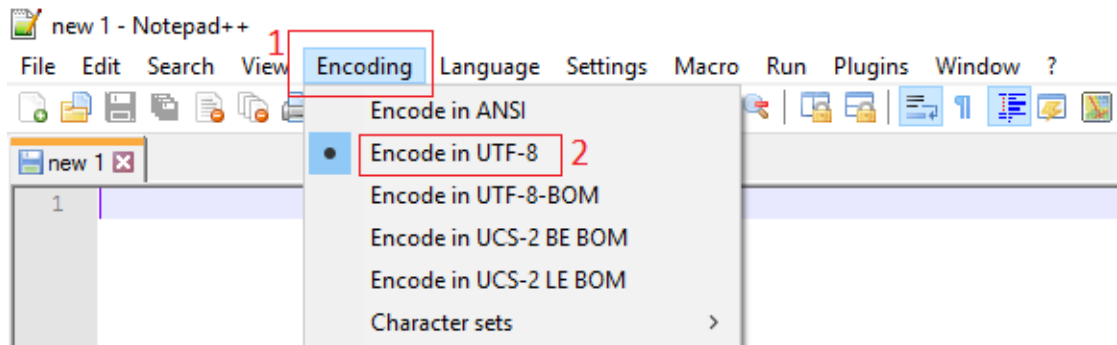 new 1 - Notepad++
1
File Edit Search View Encoding Language Settings Macro Run Plugins Window ?
Encode in ANSI
new 1
Encode in UTF-8 2
1
Encode in UTF-8-BOM
Encode in UCS-2 BE BOM
Encode in UCS-2 LE BOM
Character sets >